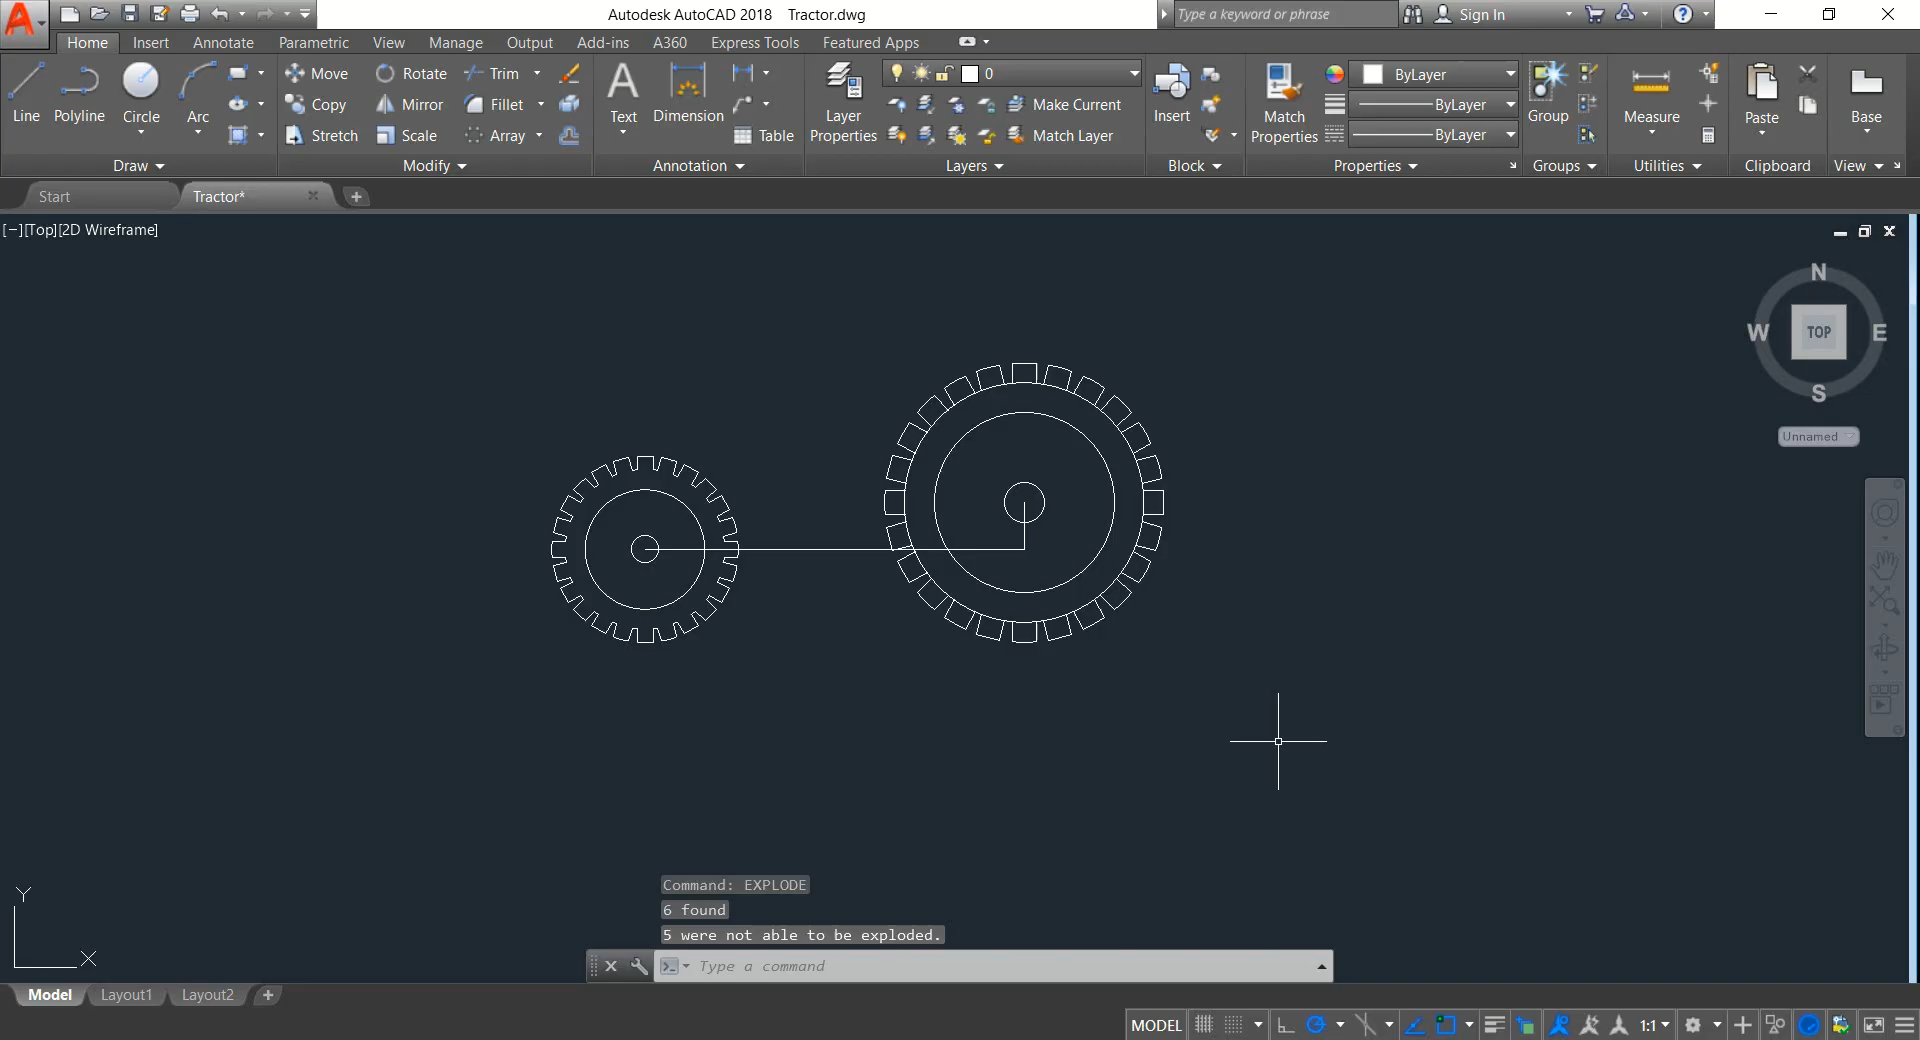 Autodesk AutoCAD 2018 Tractor.dwg
Type a keyword or phrase
Sign In
Home Insert Annotate Parametric View Manage Output Add-ins A360 Express Tools Featured Apps
Line Polyline Circle Arc
Move Rotate Trim
Copy Mirror Fillet
Stretch Scale Array
Text Dimension Table
Layer Properties
0
Make Current
Match Layer
Insert
Match Properties
ByLayer
ByLayer
ByLayer
Group
Measure
Paste
Base
Draw Modify Annotation Layers Block Properties Groups Utilities Clipboard View
Start Tractor*
[−][Top][2D Wireframe]
N
W TOP E
S
Unnamed
Command: EXPLODE
6 found
5 were not able to be exploded.
Type a command
Y
X
Model Layout1 Layout2
MODEL 1:1